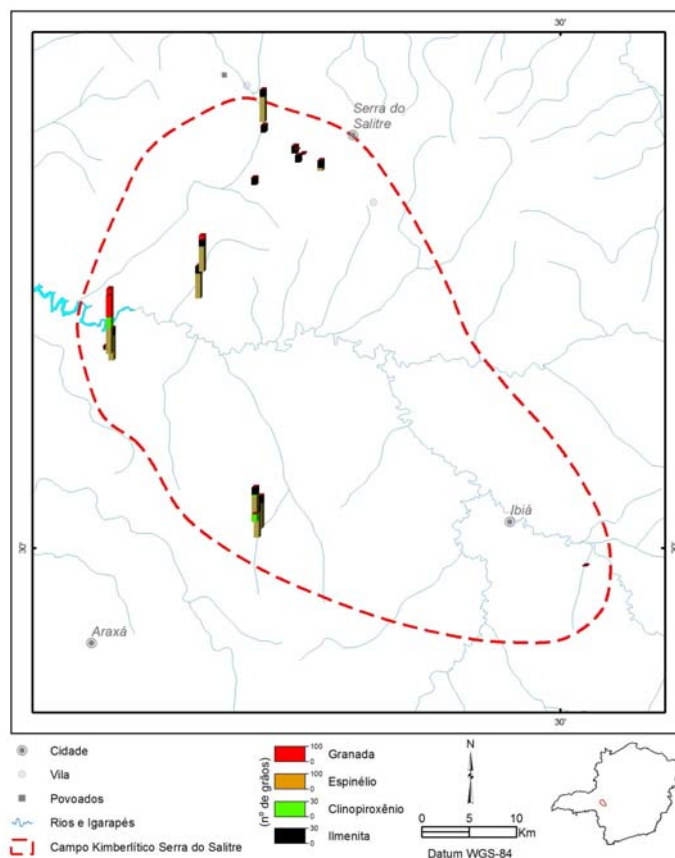 30'
Serra do
Salitre
Ibiá
30'
Araxá
30'
Cidade
Vila
Povoados
Rios e Igarapés
Campo Kimberlítico Serra do Salitre
(nº de grãos)
100
0
Granada
100
0
Espinélio
30
0
Clinopiroxênio
30
0
Ilmenita
N
0 5 10
Km
Datum WGS-84